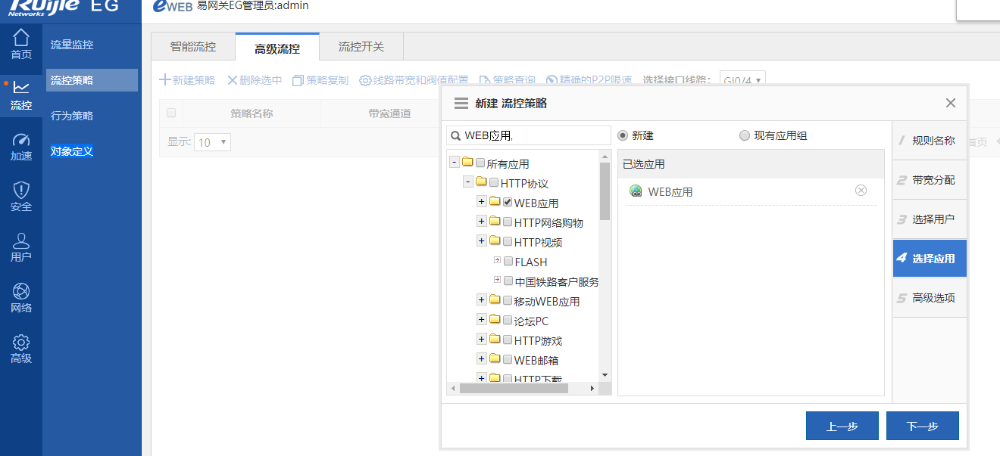 Ruijie EG
Networks
eWEB 易网关EG管理员:admin
首页
流控
加速
安全
用户
网络
高级
流量监控
流控策略
行为策略
对象定义
智能流控 高级流控 流控开关
新建策略 删除选中 策略复制 线路带宽和阀值配置 策略查询 精确的P2P限速 选择接口线路: Gi0/4
策略名称 带宽通道
显示: 10 首页
新建 流控策略
WEB应用, 新建 现有应用组
所有应用
HTTP协议
WEB应用
HTTP网络购物
HTTP视频
FLASH
中国铁路客户服务
移动WEB应用
论坛PC
HTTP游戏
WEB邮箱
HTTP下载
已选应用
WEB应用
1 规则名称
2 带宽分配
3 选择用户
4 选择应用
5 高级选项
上一步 下一步